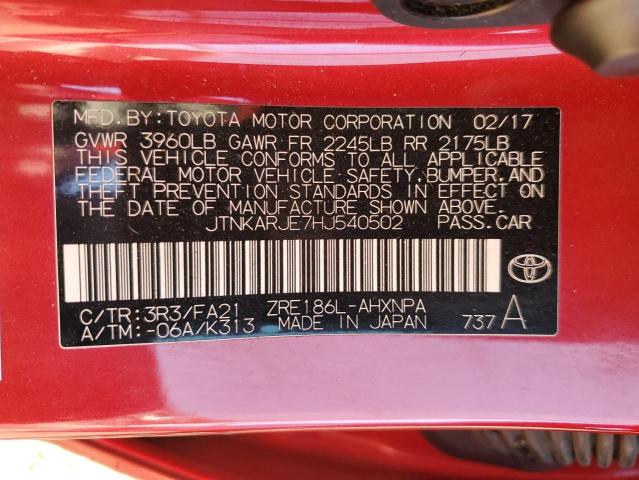 MFD. BY: TOYOTA MOTOR CORPORATION 02/17
GVWR 3960LB GAWR FR 2245LB RR 2175LB
THIS VEHICLE CONFORMS TO ALL APPLICABLE
FEDERAL MOTOR VEHICLE SAFETY, BUMPER, AND
THEFT PREVENTION STANDARDS IN EFFECT ON
THE DATE OF MANUFACTURE SHOWN ABOVE.
JTNKARJE7HJ540502 PASS. CAR
C/TR: 3R3/FA21 ZRE186L-AHXNPA
A/TM: -06A/K313 MADE IN JAPAN 737 A